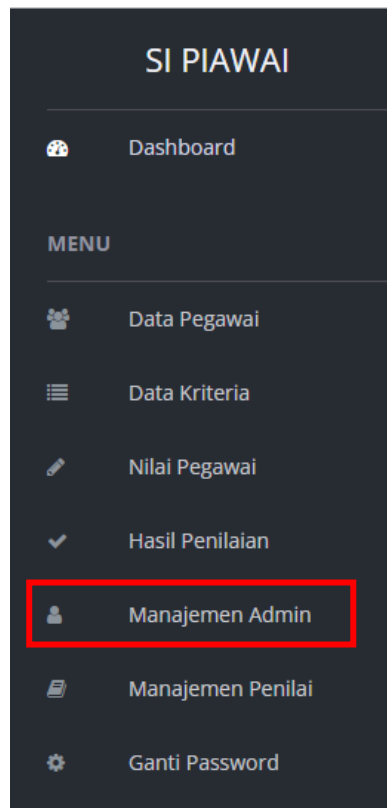 SI PIAWAI
Dashboard
MENU
Data Pegawai
Data Kriteria
Nilai Pegawai
Hasil Penilaian
Manajemen Admin
Manajemen Penilai
Ganti Password